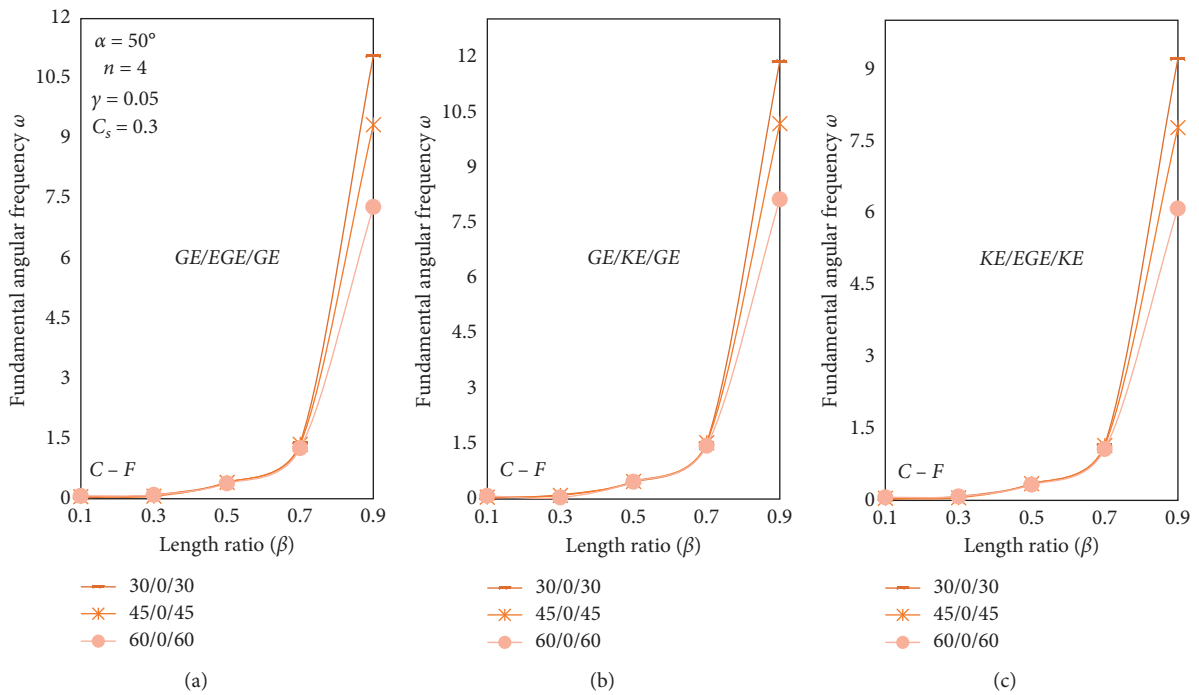 12
10.5
9
7.5
6
4.5
3
1.5
0
Fundamental angular frequency ω
α = 50°
n = 4
γ = 0.05
C_s = 0.3
GE/EGE/GE
C – F
0.1 0.3 0.5 0.7 0.9
Length ratio (β)
30/0/30
45/0/45
60/0/60
(a)
12
10.5
9
7.5
6
4.5
3
1.5
0
Fundamental angular frequency ω
GE/KE/GE
C – F
0.1 0.3 0.5 0.7 0.9
Length ratio (β)
30/0/30
45/0/45
60/0/60
(b)
9
7.5
6
4.5
3
1.5
0
Fundamental angular frequency ω
KE/EGE/KE
C – F
0.1 0.3 0.5 0.7 0.9
Length ratio (β)
30/0/30
45/0/45
60/0/60
(c)